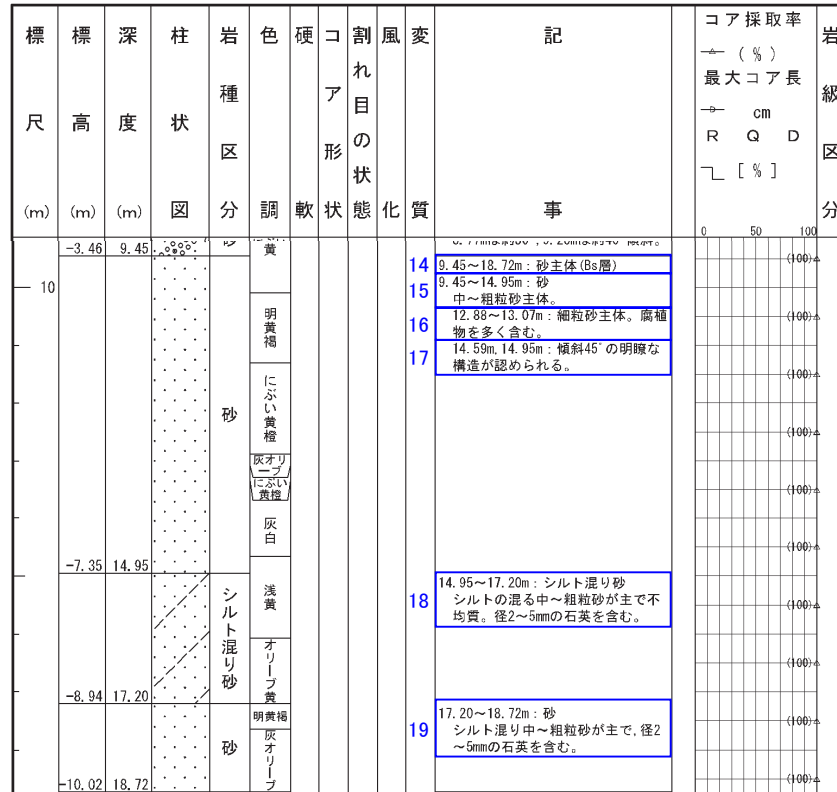 標尺(m)
標高(m)
深度(m)
柱状図
岩種区分
色調
硬軟
コア形状
割れ目の状態
風化
変質
記事
コア採取率
(%)
最大コア長
cm
RQD
[%]
0 50 100
岩級区分
-3.46 9.45
黄
14 9.45~18.72m:砂主体(Bs層)
10
15 9.45~14.95m:砂
中~粗粒砂主体。
16 12.88~13.07m:細粒砂主体。腐植
物を多く含む。
17 14.59m,14.95m:傾斜45°の明瞭な
構造が認められる。
明黄褐
にぶい黄橙
砂
灰オリ
ーブ
にぶい
黄橙
灰白
-7.35 14.95
18 14.95~17.20m:シルト混り砂
シルトの混る中~粗粒砂が主で不
均質。径2~5mmの石英を含む。
シルト混り砂
浅黄
オリーブ黄
-8.94 17.20
19 17.20~18.72m:砂
シルト混り中~粗粒砂が主で,径2
~5mmの石英を含む。
明黄褐
砂
灰オリーブ
-10.02 18.72
(100)
(100)
(100)
(100)
(100)
(100)
(100)
(100)
(100)
(100)